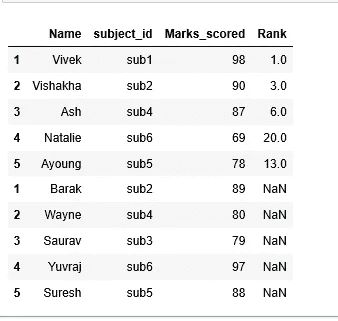 Name subject_id Marks_scored Rank
1 Vivek sub1 98 1.0
2 Vishakha sub2 90 3.0
3 Ash sub4 87 6.0
4 Natalie sub6 69 20.0
5 Ayoung sub5 78 13.0
1 Barak sub2 89 NaN
2 Wayne sub4 80 NaN
3 Saurav sub3 79 NaN
4 Yuvraj sub6 97 NaN
5 Suresh sub5 88 NaN